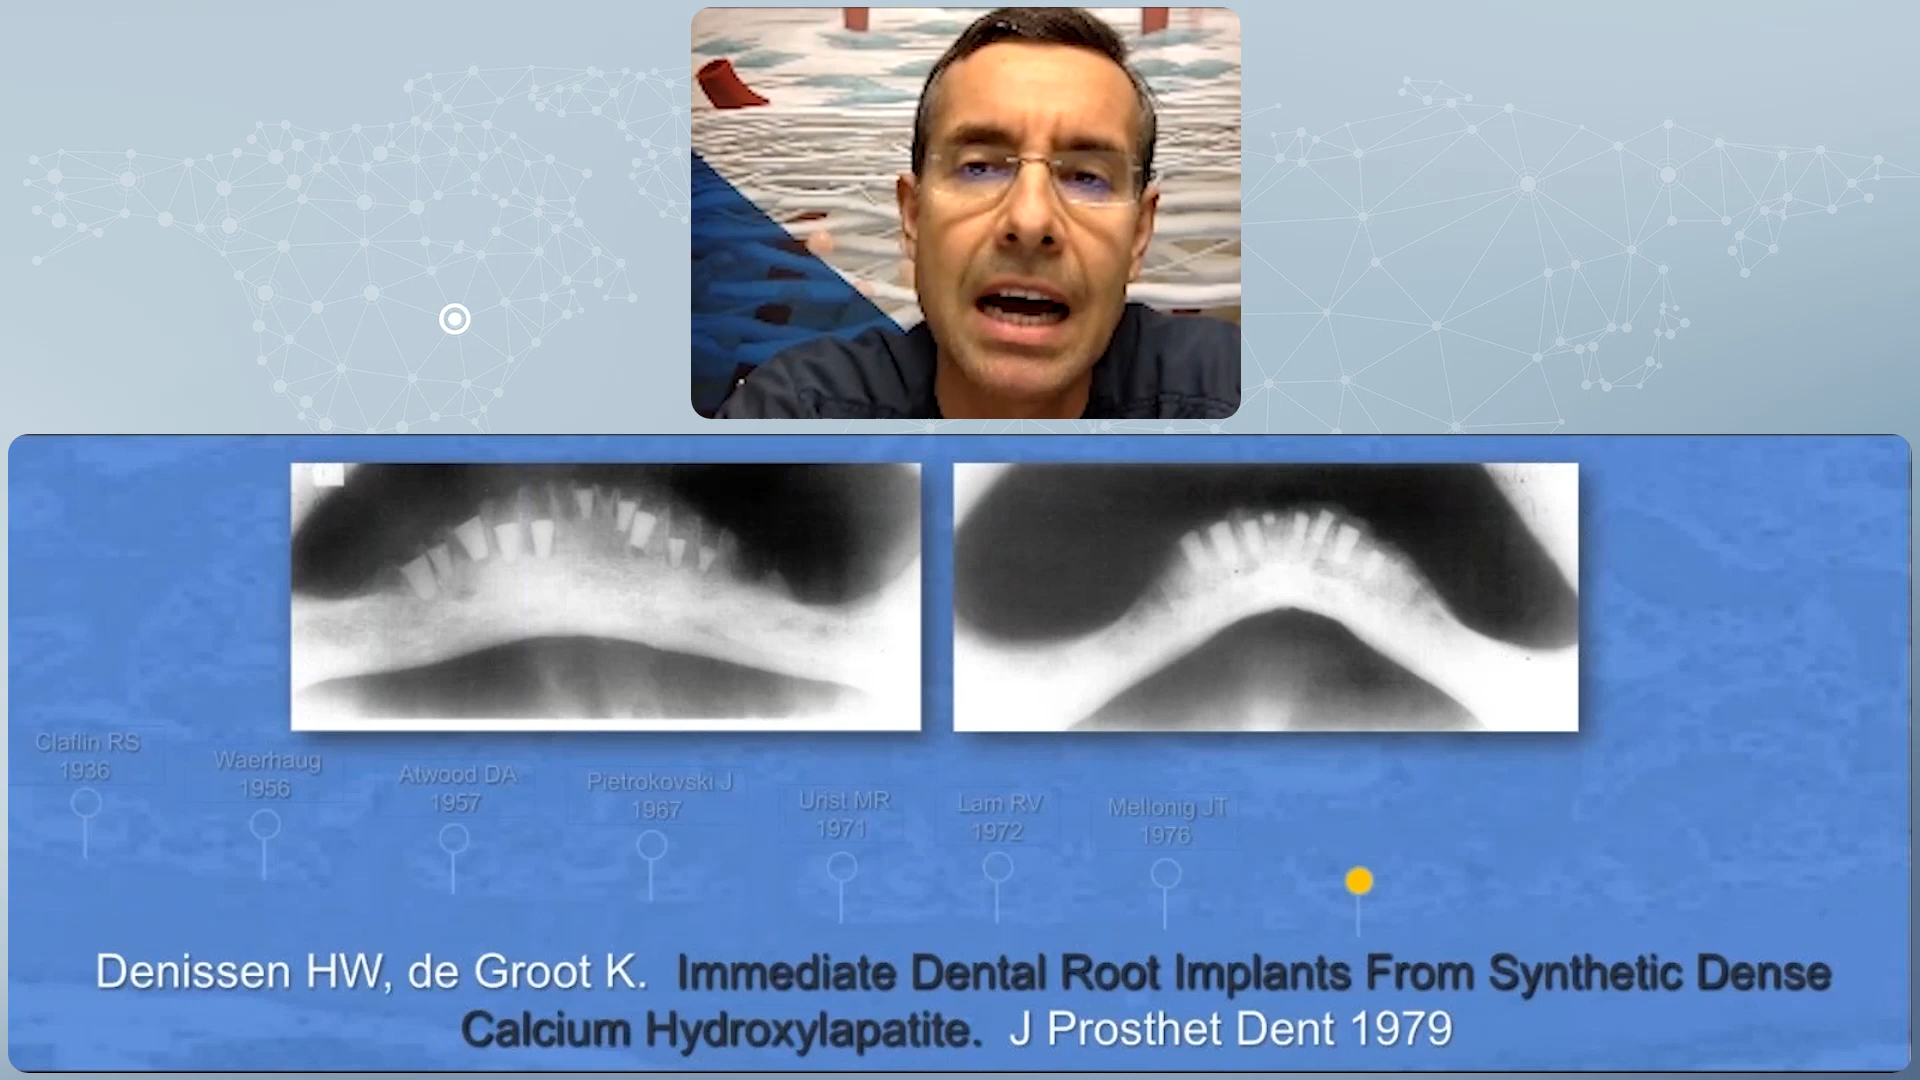 Claflin RS
1936
Waerhaug
1956
Atwood DA
1957
Pietrokovski J
1967
Urist MR
1971
Lam RV
1972
Mellonig JT
1976
Denissen HW, de Groot K. Immediate Dental Root Implants From Synthetic Dense
Calcium Hydroxylapatite. J Prosthet Dent 1979